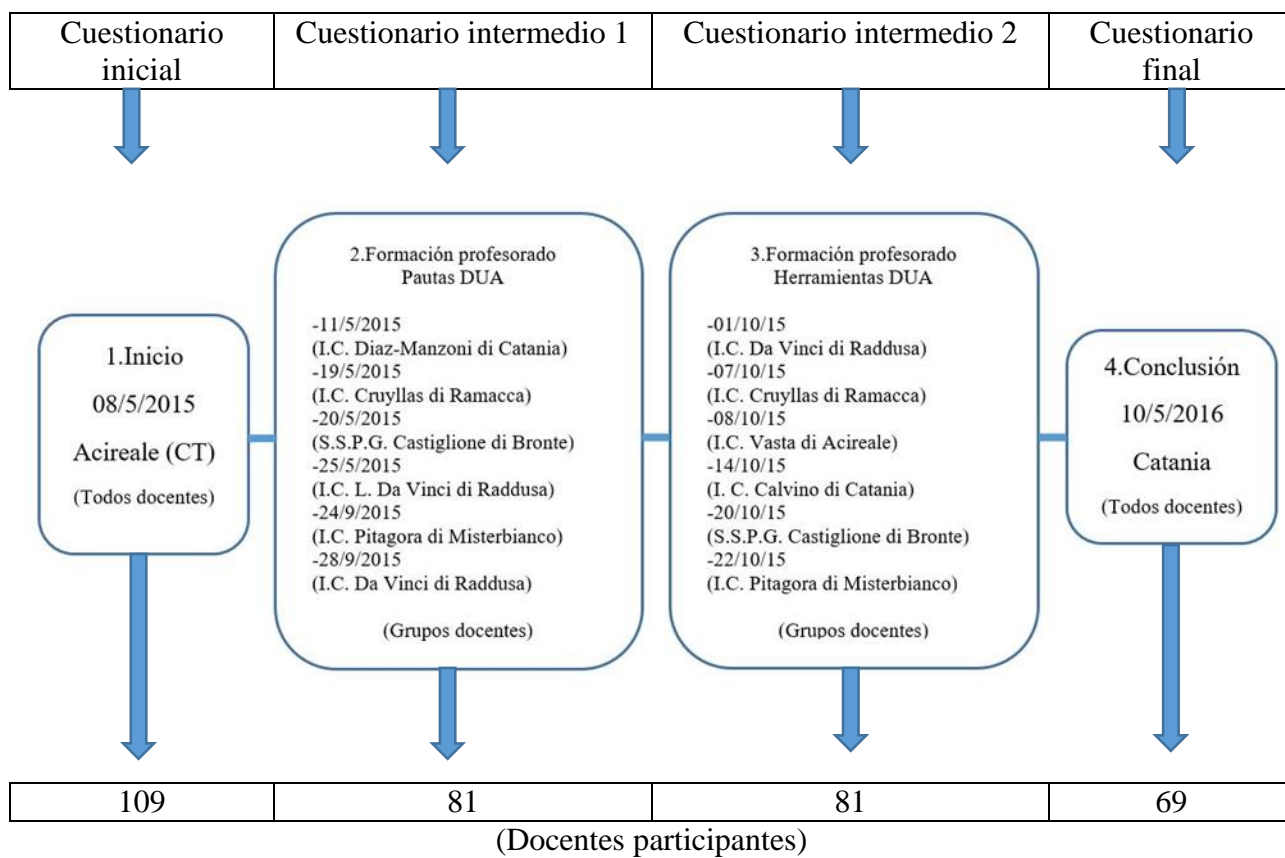 Cuestionario inicial
Cuestionario intermedio 1
Cuestionario intermedio 2
Cuestionario final
1.Inicio
08/5/2015
Acireale (CT)
(Todos docentes)
2.Formación profesorado
Pautas DUA
-11/5/2015
(I.C. Diaz-Manzoni di Catania)
-19/5/2015
(I.C. Cruyllas di Ramacca)
-20/5/2015
(S.S.P.G. Castiglione di Bronte)
-25/5/2015
(I.C. L. Da Vinci di Raddusa)
-24/9/2015
(I.C. Pitagora di Misterbianco)
-28/9/2015
(I.C. Da Vinci di Raddusa)
(Grupos docentes)
3.Formación profesorado
Herramientas DUA
-01/10/15
(I.C. Da Vinci di Raddusa)
-07/10/15
(I.C. Cruyllas di Ramacca)
-08/10/15
(I.C. Vasta di Acireale)
-14/10/15
(I. C. Calvino di Catania)
-20/10/15
(S.S.P.G. Castiglione di Bronte)
-22/10/15
(I.C. Pitagora di Misterbianco)
(Grupos docentes)
4.Conclusión
10/5/2016
Catania
(Todos docentes)
109
81
81
69
(Docentes participantes)